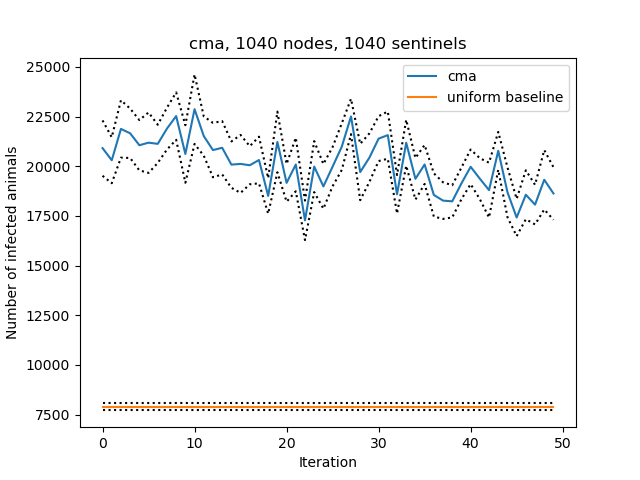 cma, 1040 nodes, 1040 sentinels
cma
uniform baseline
Number of infected animals
25000
22500
20000
17500
15000
12500
10000
7500
0 10 20 30 40 50
Iteration